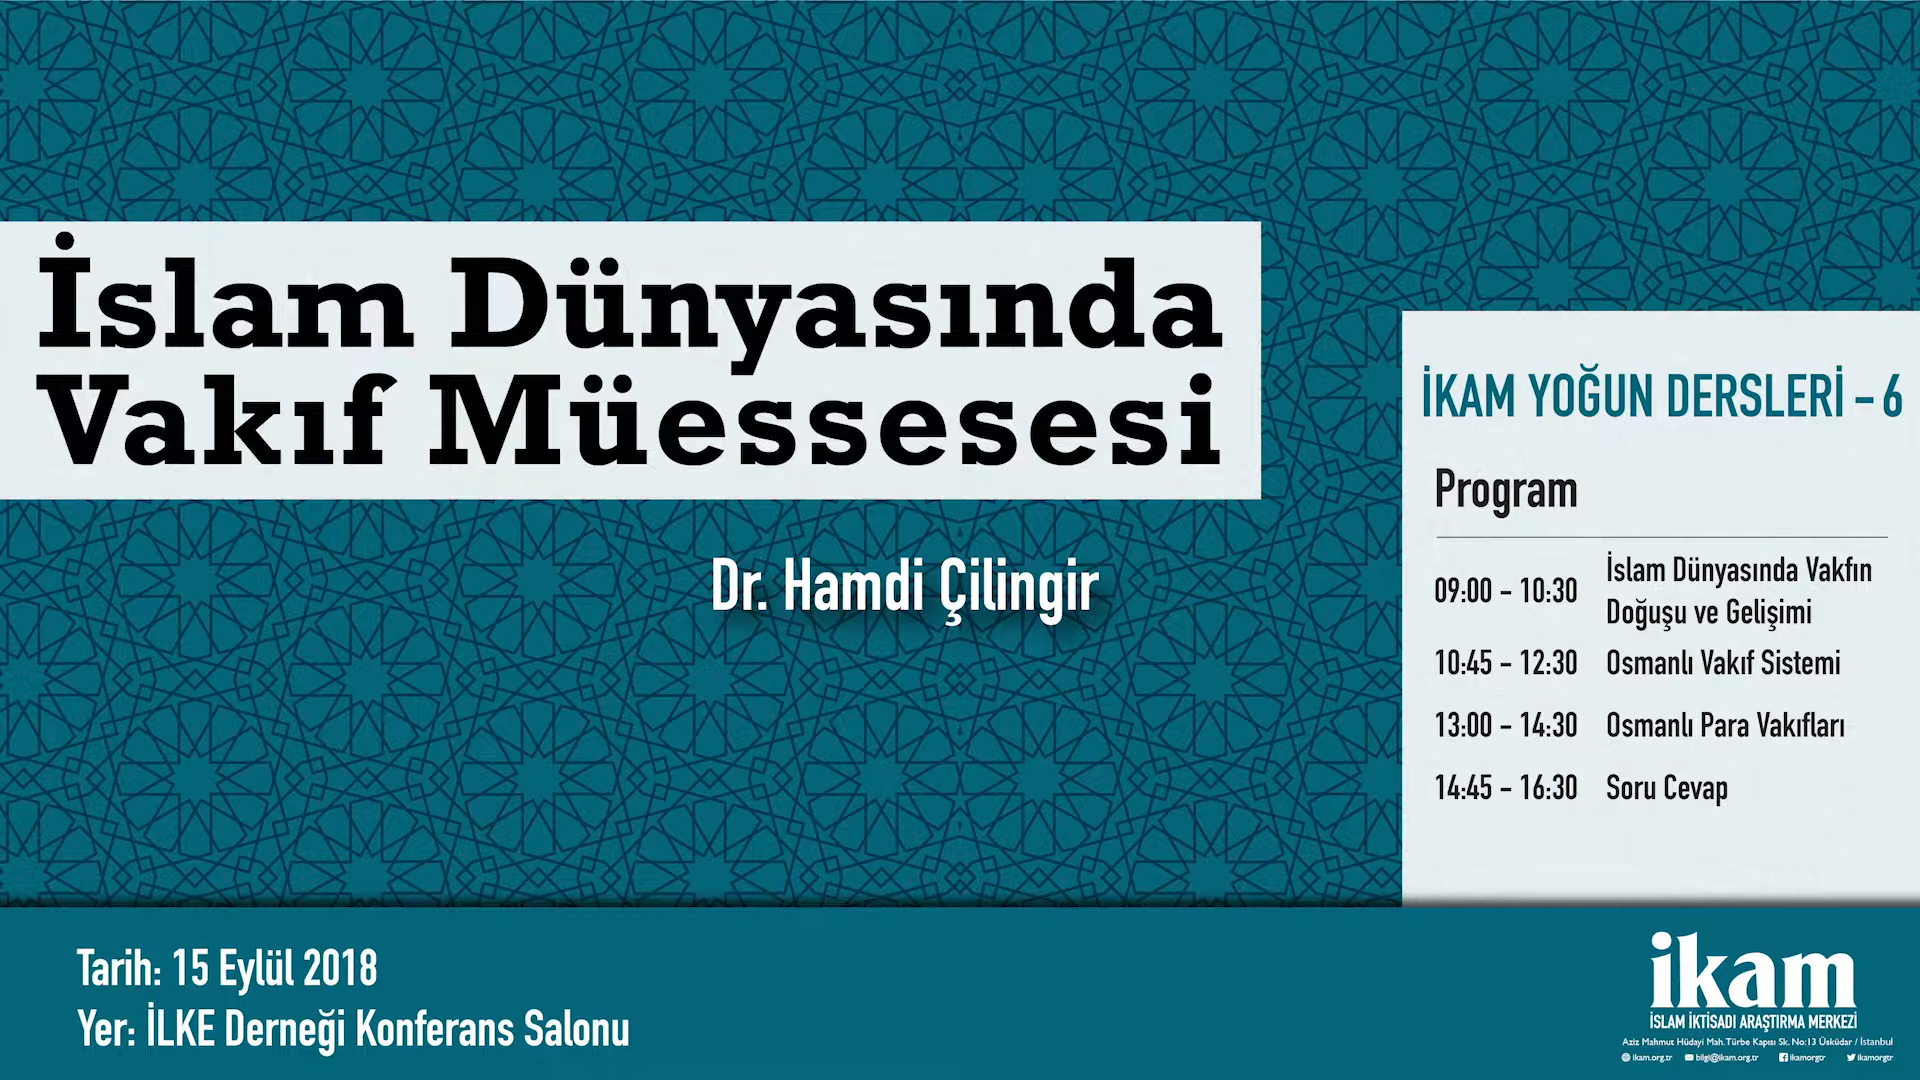 İslam Dünyasında
Vakıf Müessesesi
Dr. Hamdi Çilingir
İKAM YOĞUN DERSLERİ – 6
Program
09:00 – 10:30 İslam Dünyasında Vakfın
Doğuşu ve Gelişimi
10:45 – 12:30 Osmanlı Vakıf Sistemi
13:00 – 14:30 Osmanlı Para Vakıfları
14:45 – 16:30 Soru Cevap
Tarih: 15 Eylül 2018
Yer: İLKE Derneği Konferans Salonu
ikam
İSLAM İKTİSADI ARAŞTIRMA MERKEZİ
Aziz Mahmut Hüdayi Mah. Türbe Kapısı Sk. No:13 Üsküdar / İstanbul
ikam.org.tr bilgi@ikam.org.tr ikamorgtr ikamorgtr